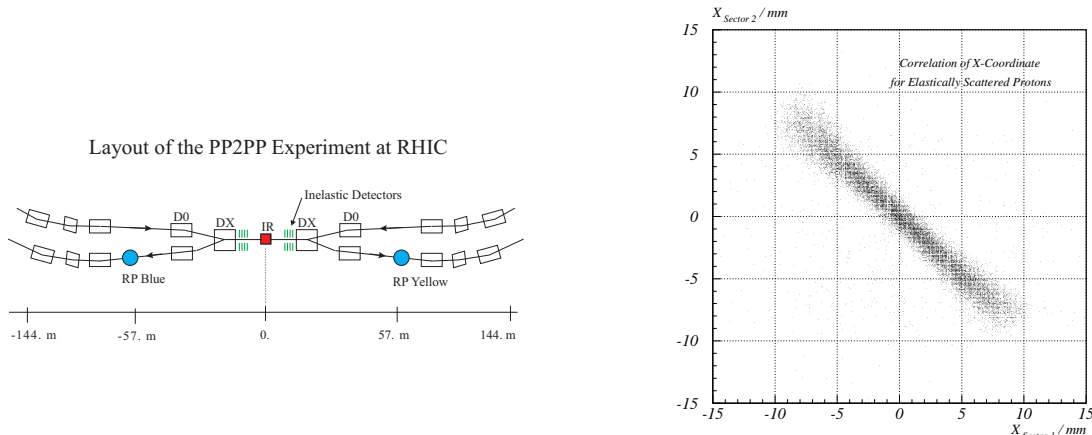 Layout of the PP2PP Experiment at RHIC
Inelastic Detectors
D0 DX IR DX D0
RP Blue RP Yellow
-144. m -57. m 0. 57. m 144. m
X Sector 2 / mm
Correlation of X-Coordinate
for Elastically Scattered Protons
15
10
5
0
-5
-10
-15
-15 -10 -5 0 5 10 15
X / mm